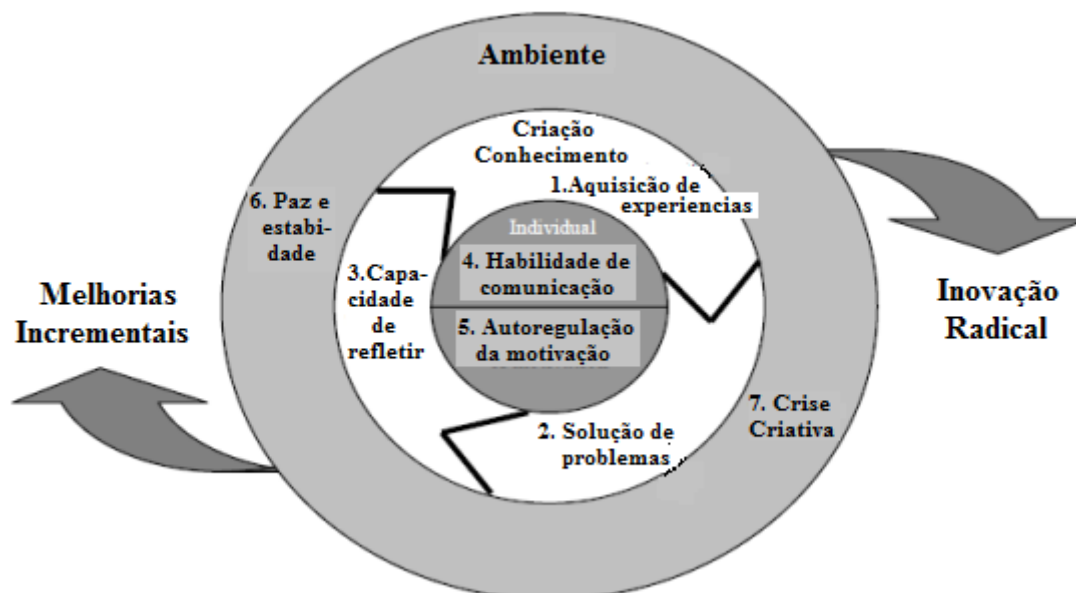 Ambiente
Criação
Conhecimento
1.Aquisicão de
experiencias
6. Paz e
estabi-
dade
Individual
4. Habilidade de
comunicação
3.Capa-
cidade
de
refletir
5. Autoregulação
da motivação
2. Solução de
problemas
7. Crise
Criativa
Melhorias
Incrementais
Inovação
Radical